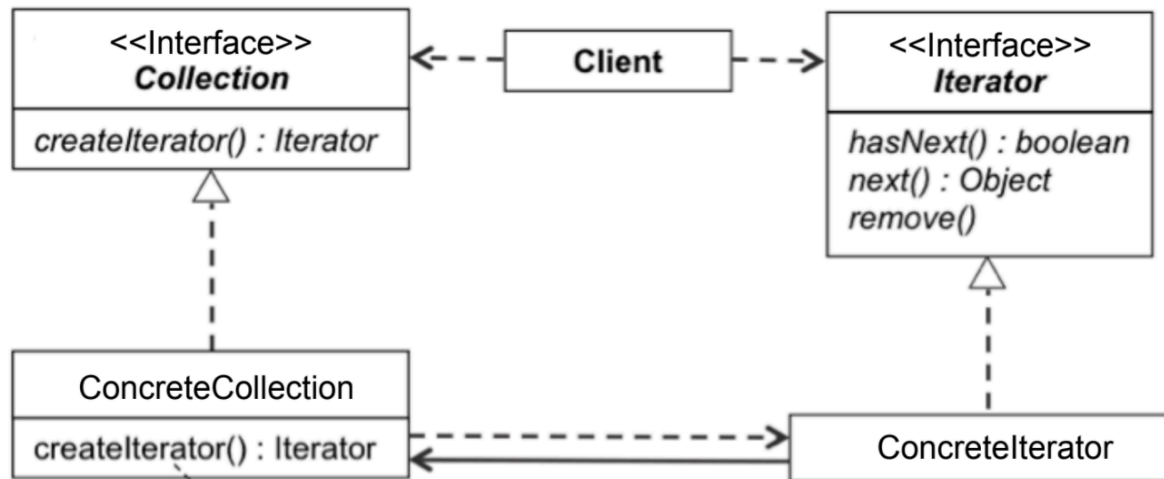 <<Interface>>
Collection
createIterator() : Iterator
Client
<<Interface>>
Iterator
hasNext() : boolean
next() : Object
remove()
ConcreteCollection
createIterator() : Iterator
ConcreteIterator